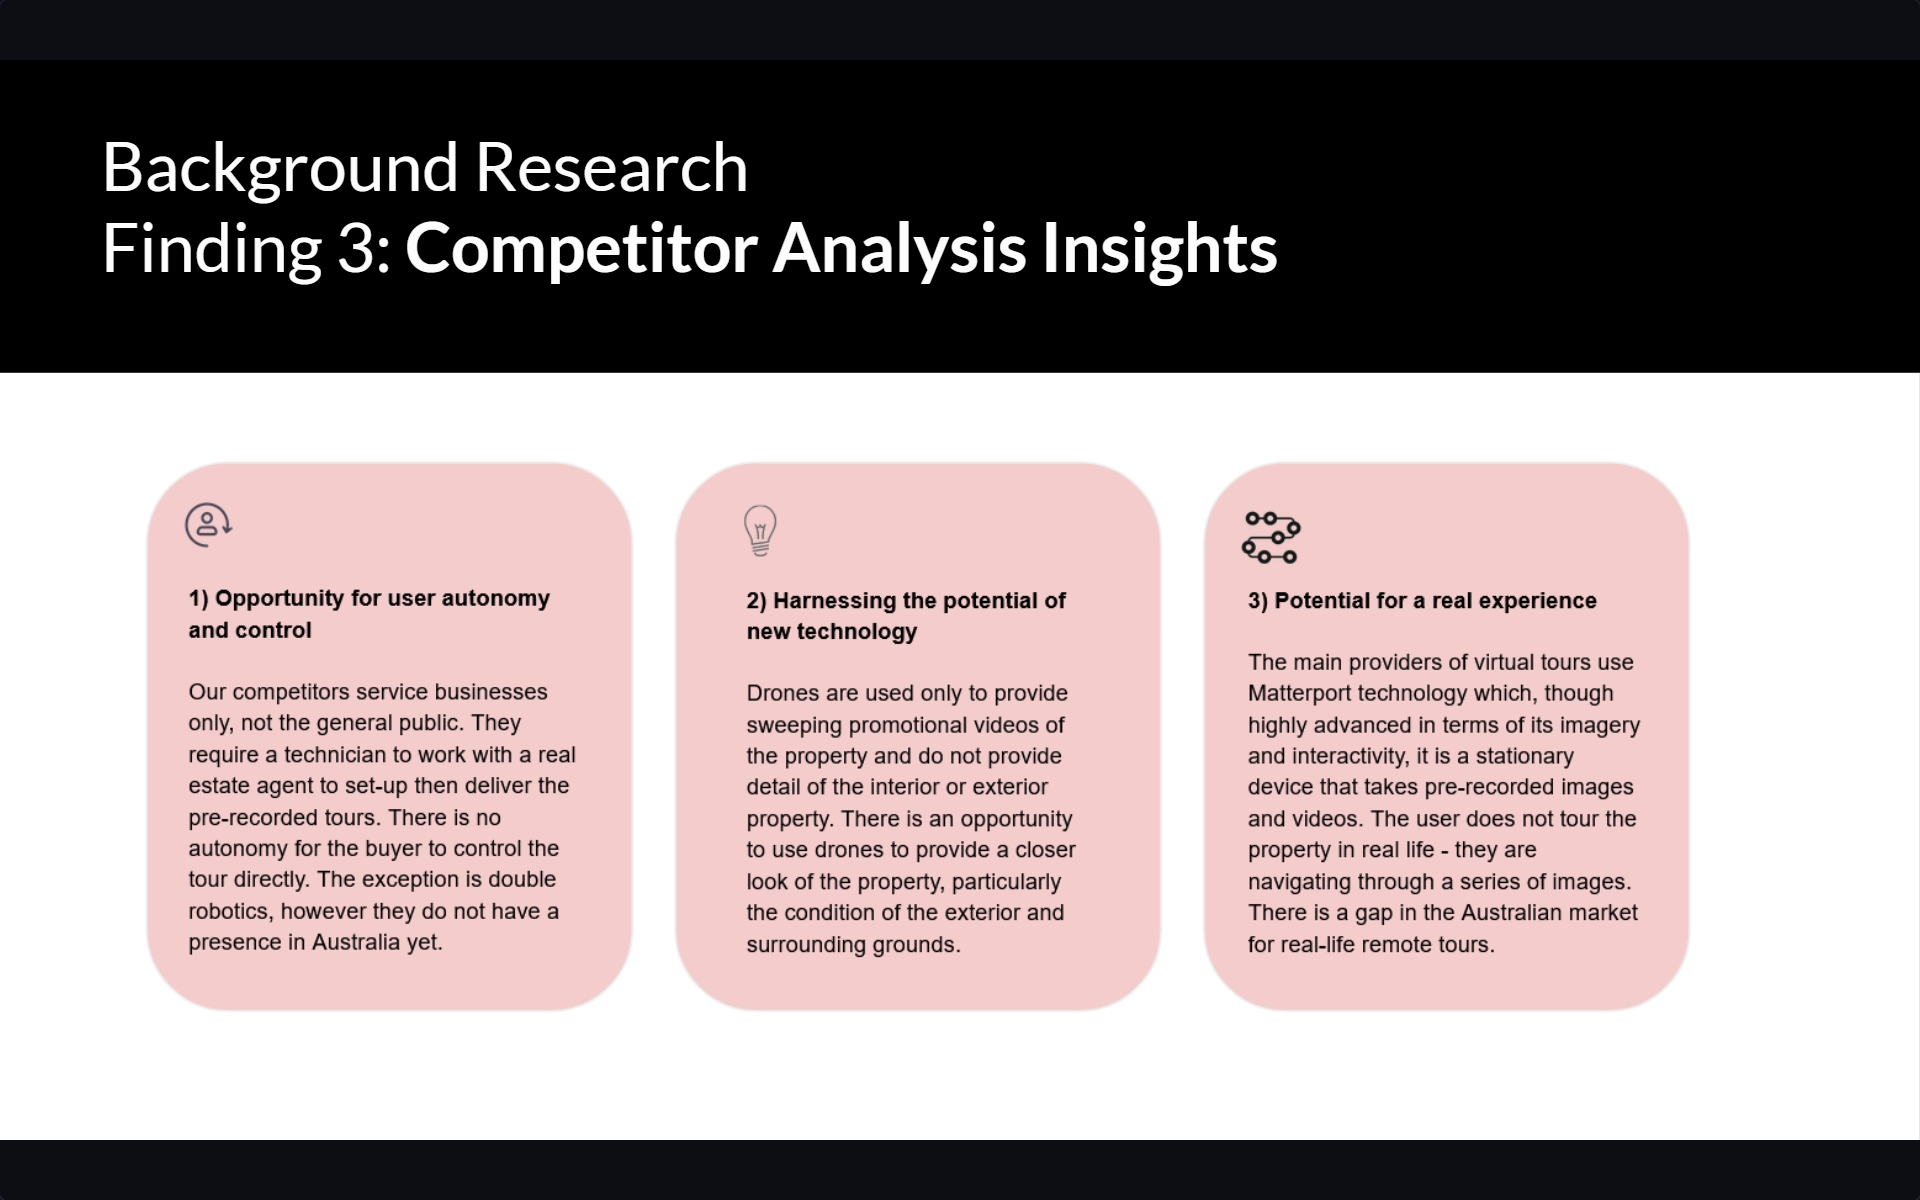 Background Research
Finding 3: Competitor Analysis Insights
1) Opportunity for user autonomy
and control
Our competitors service businesses
only, not the general public. They
require a technician to work with a real
estate agent to set-up then deliver the
pre-recorded tours. There is no
autonomy for the buyer to control the
tour directly. The exception is double
robotics, however they do not have a
presence in Australia yet.
2) Harnessing the potential of
new technology
Drones are used only to provide
sweeping promotional videos of
the property and do not provide
detail of the interior or exterior
property. There is an opportunity
to use drones to provide a closer
look of the property, particularly
the condition of the exterior and
surrounding grounds.
3) Potential for a real experience
The main providers of virtual tours use
Matterport technology which, though
highly advanced in terms of its imagery
and interactivity, it is a stationary
device that takes pre-recorded images
and videos. The user does not tour the
property in real life - they are
navigating through a series of images.
There is a gap in the Australian market
for real-life remote tours.